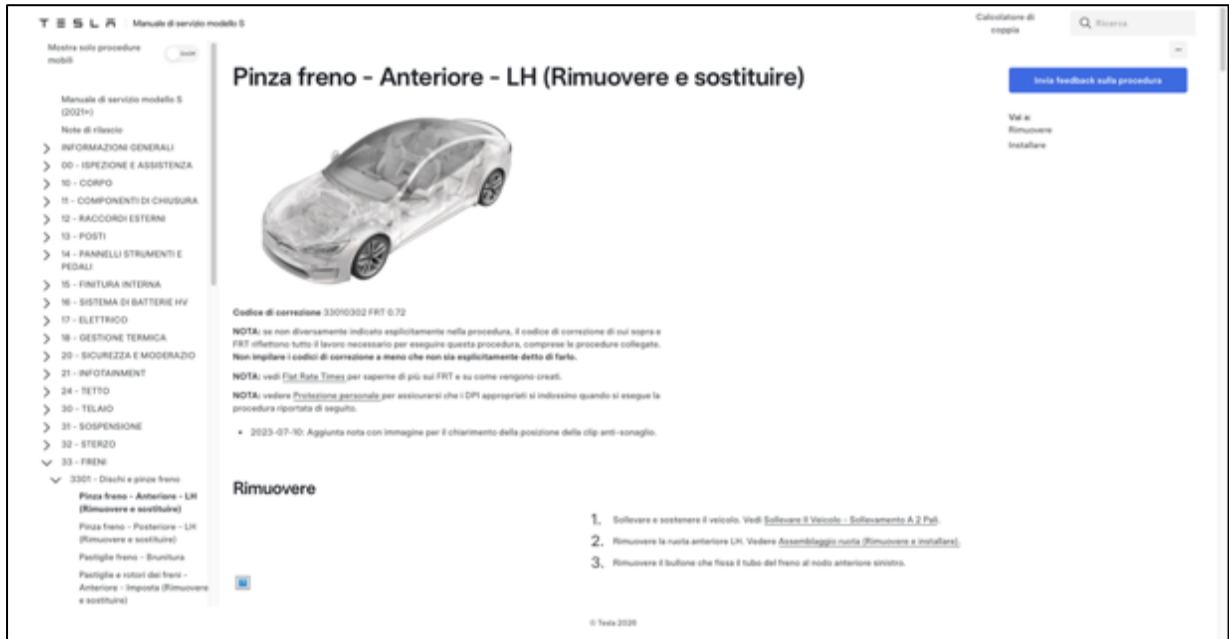 TESLA
Manuale di servizio modello S
Calcolatore di
coppia
Ricerca
Mostra solo procedure
mobili
Manuale di servizio modello S
(2021+)
Note di rilascio
INFORMAZIONI GENERALI
00 - ISPEZIONE E ASSISTENZA
10 - CORPO
11 - COMPONENTI DI CHIUSURA
12 - RACCORDI ESTERNI
13 - POSTI
14 - PANNELLI STRUMENTI E
PEDALI
15 - FINITURA INTERNA
16 - SISTEMA DI BATTERIE HV
17 - ELETTRICO
18 - GESTIONE TERMICA
20 - SICUREZZA E MODERAZIO
21 - INFOTAINMENT
24 - TETTO
30 - TELAIO
31 - SOSPENSIONE
32 - STERZO
33 - FRENI
3301 - Dischi e pinze freno
Pinza freno - Anteriore - LH
(Rimuovere e sostituire)
Pinza freno - Posteriore - LH
(Rimuovere e sostituire)
Pastiglie freno - Brunitura
Pastiglie e rotori dei freni -
Anteriore - Imposta (Rimuovere
e sostituire)
Pinza freno - Anteriore - LH (Rimuovere e sostituire)
Codice di correzione 33010302 FRT 0.72
NOTA: se non diversamente indicato esplicitamente nella procedura, il codice di correzione di cui sopra e
FRT riflettono tutto il lavoro necessario per eseguire questa procedura, comprese le procedure collegate.
Non impilare i codici di correzione a meno che non sia esplicitamente detto di farlo.
NOTA: vedi Flat Rate Times per saperne di più sui FRT e su come vengono creati.
NOTA: vedere Protezione personale per assicurarsi che i DPI appropriati si indossino quando si esegue la
procedura riportata di seguito.
• 2023-07-10: Aggiunta nota con immagine per il chiarimento della posizione della clip anti-sonaglio.
Rimuovere
1. Sollevare e sostenere il veicolo. Vedi Sollevare Il Veicolo - Sollevamento A 2 Pali.
2. Rimuovere la ruota anteriore LH. Vedere Assemblaggio ruota (Rimuovere e installare).
3. Rimuovere il bullone che fissa il tubo del freno al nodo anteriore sinistro.
Invia feedback sulla procedura
Vai a:
Rimuovere
Installare
© Tesla 2026